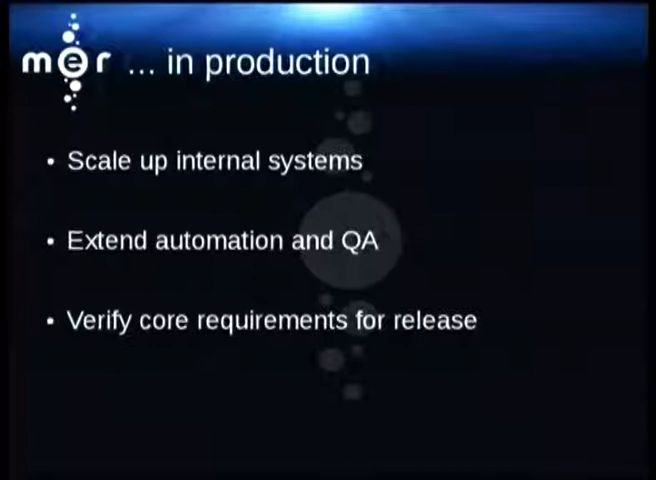 mer ... in production
• Scale up internal systems
• Extend automation and QA
• Verify core requirements for release